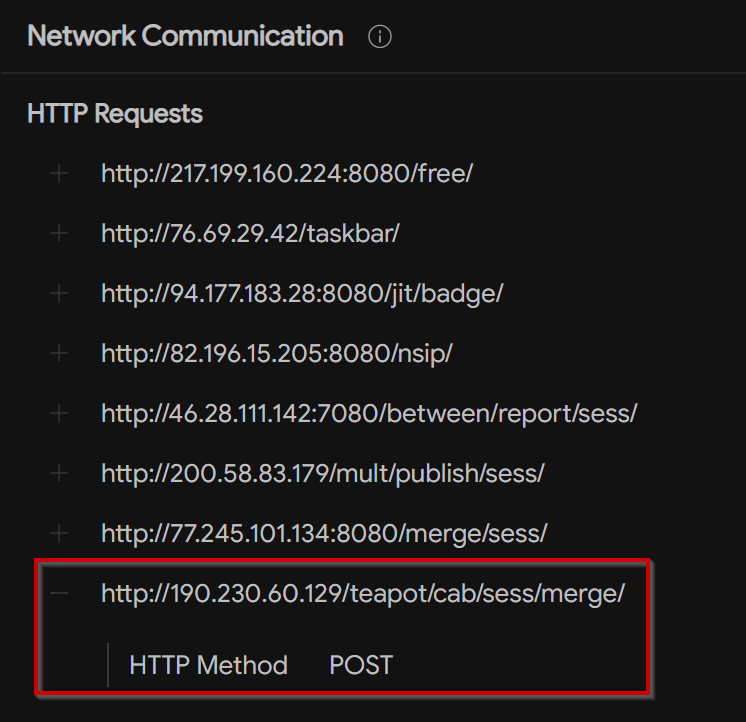 Network Communication
HTTP Requests
http://217.199.160.224:8080/free/
http://76.69.29.42/taskbar/
http://94.177.183.28:8080/jit/badge/
http://82.196.15.205:8080/nsip/
http://46.28.111.142:7080/between/report/sess/
http://200.58.83.179/mult/publish/sess/
http://77.245.101.134:8080/merge/sess/
http://190.230.60.129/teapot/cab/sess/merge/
HTTP Method POST